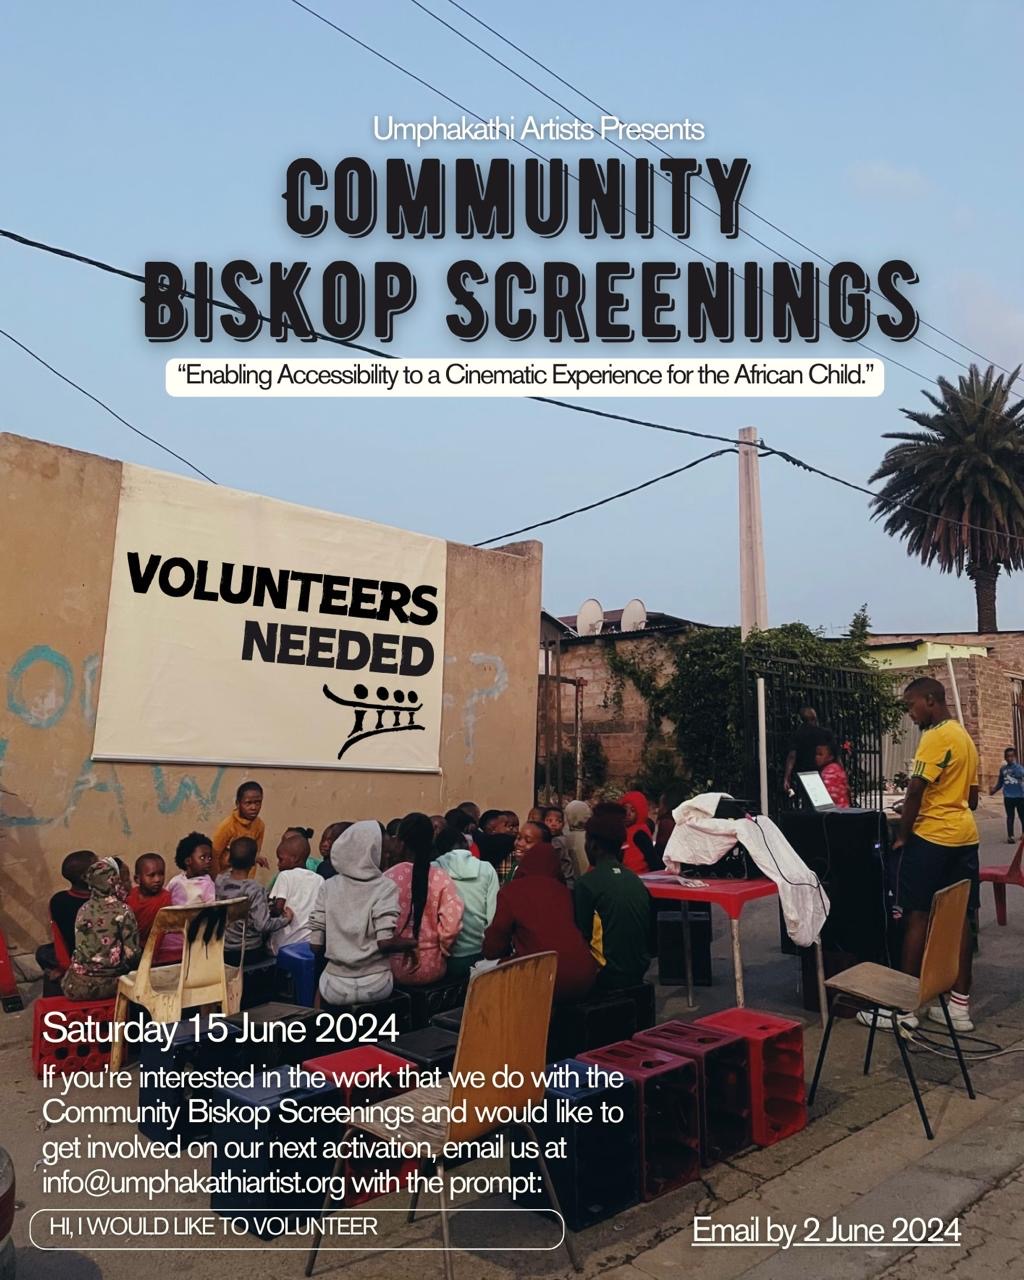 Umphakathi Artists Presents
COMMUNITY
BISKOP SCREENINGS
“Enabling Accessibility to a Cinematic Experience for the African Child.”
VOLUNTEERS
NEEDED
Saturday 15 June 2024
If you’re interested in the work that we do with the
Community Biskop Screenings and would like to
get involved on our next activation, email us at
info@umphakathiartist.org with the prompt:
HI, I WOULD LIKE TO VOLUNTEER
Email by 2 June 2024